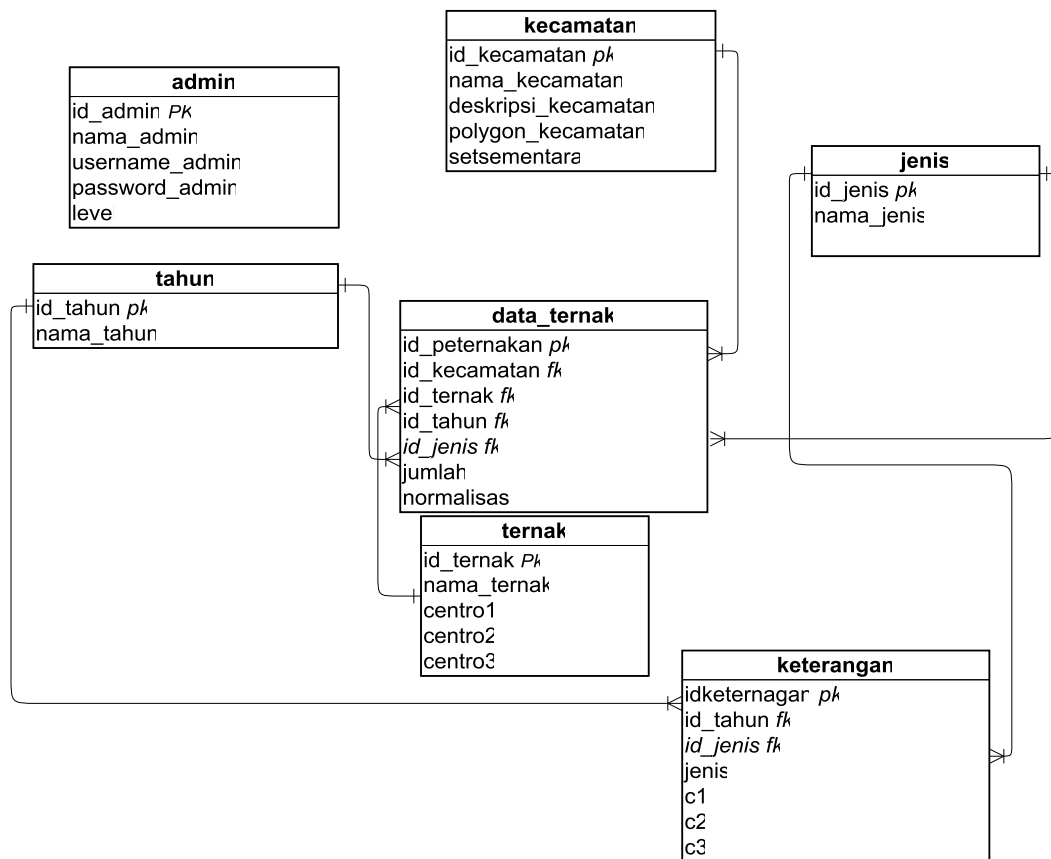 kecamatan
id_kecamatan pk
nama_kecamatan
deskripsi_kecamatan
polygon_kecamatan
setsementara
admin
id_admin PK
nama_admin
username_admin
password_admin
leve
jenis
id_jenis pk
nama_jenis
tahun
id_tahun pk
nama_tahun
data_ternak
id_peternakan pk
id_kecamatan fk
id_ternak fk
id_tahun fk
id_jenis fk
jumlah
normalisas
ternak
id_ternak Pk
nama_ternak
centro1
centro2
centro3
keterangan
idketernagan pk
id_tahun fk
id_jenis fk
jenis
c1
c2
c3